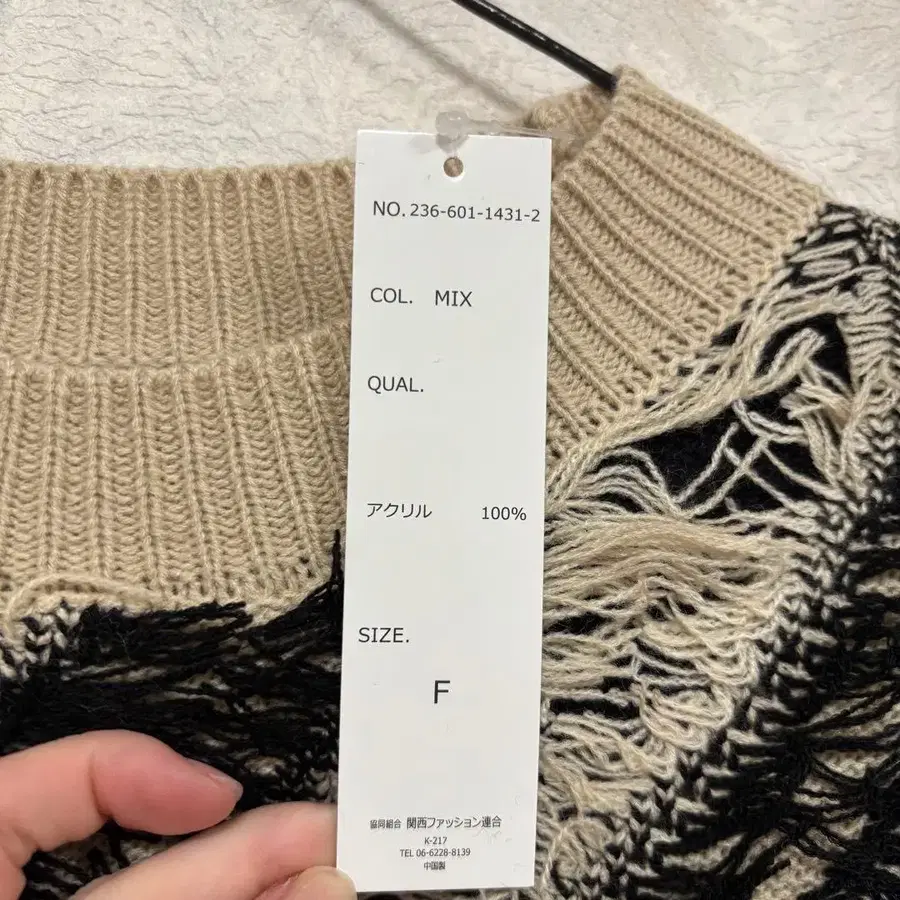 NO. 236-601-1431-2
COL. MIX
QUAL.
アクリル 100%
SIZE.
F
協同組合 関西ファッション連合
K-217
TEL 06-6228-8139
中国製